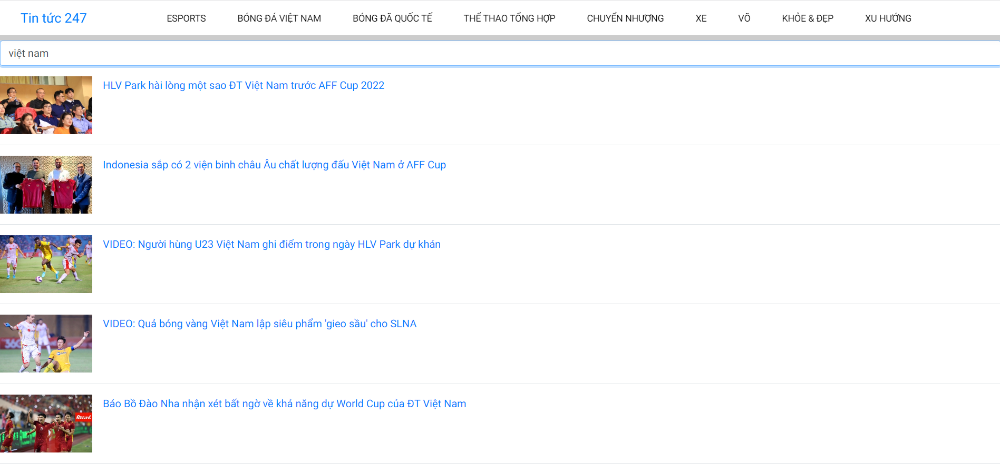 Tin tức 247
ESPORTS BÓNG ĐÁ VIỆT NAM BÓNG ĐÃ QUỐC TẾ THỂ THAO TỔNG HỢP CHUYỂN NHƯỢNG XE VÕ KHỎE & ĐẸP XU HƯỚNG
việt nam
HLV Park hài lòng một sao ĐT Việt Nam trước AFF Cup 2022
Indonesia sắp có 2 viện binh châu Âu chất lượng đấu Việt Nam ở AFF Cup
VIDEO: Người hùng U23 Việt Nam ghi điểm trong ngày HLV Park dự khán
VIDEO: Quả bóng vàng Việt Nam lập siêu phẩm 'gieo sầu' cho SLNA
360
Báo Bồ Đào Nha nhận xét bất ngờ về khả năng dự World Cup của ĐT Việt Nam
Record